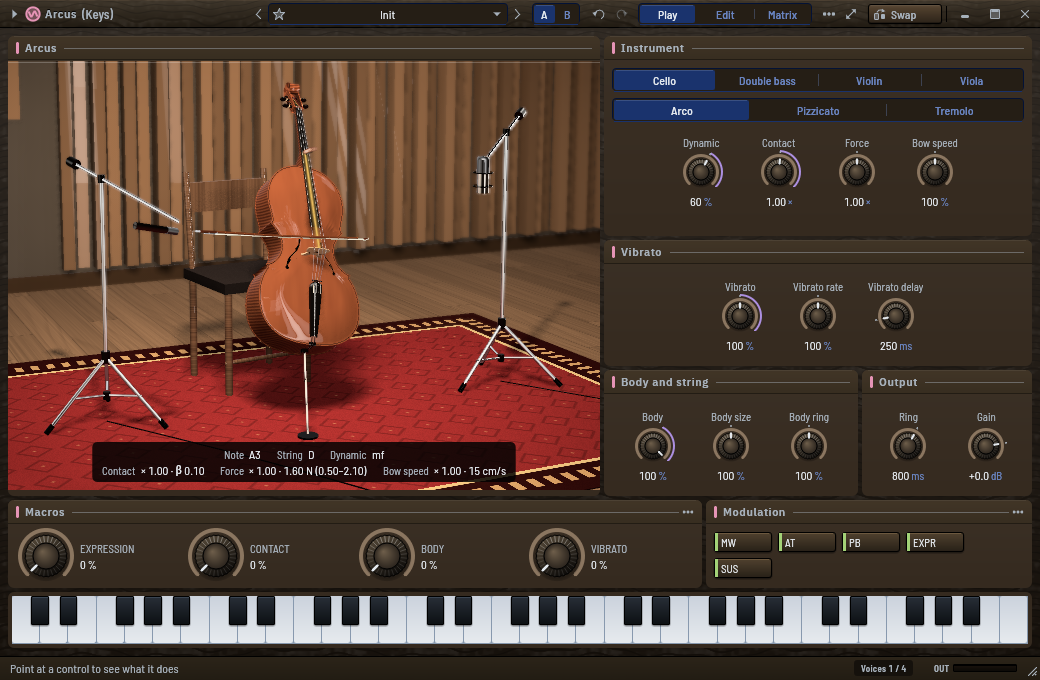 Arcus (Keys)
Init
A B
Play Edit Matrix
Swap
Arcus
Note A3 String D Dynamic mf
Contact × 1.00 · β 0.10 Force × 1.00 · 1.60 N (0.50–2.10) Bow speed × 1.00 · 15 cm/s
Instrument
Cello Double bass Violin Viola
Arco Pizzicato Tremolo
Dynamic Contact Force Bow speed
60 % 1.00 × 1.00 × 100 %
Vibrato
Vibrato Vibrato rate Vibrato delay
100 % 100 % 250 ms
Body and string
Body Body size Body ring
100 % 100 % 100 %
Output
Ring Gain
800 ms +0.0 dB
Macros
EXPRESSION CONTACT BODY VIBRATO
0 % 0 % 0 % 0 %
Modulation
MW AT PB EXPR
SUS
Point at a control to see what it does
Voices 1 / 4 OUT